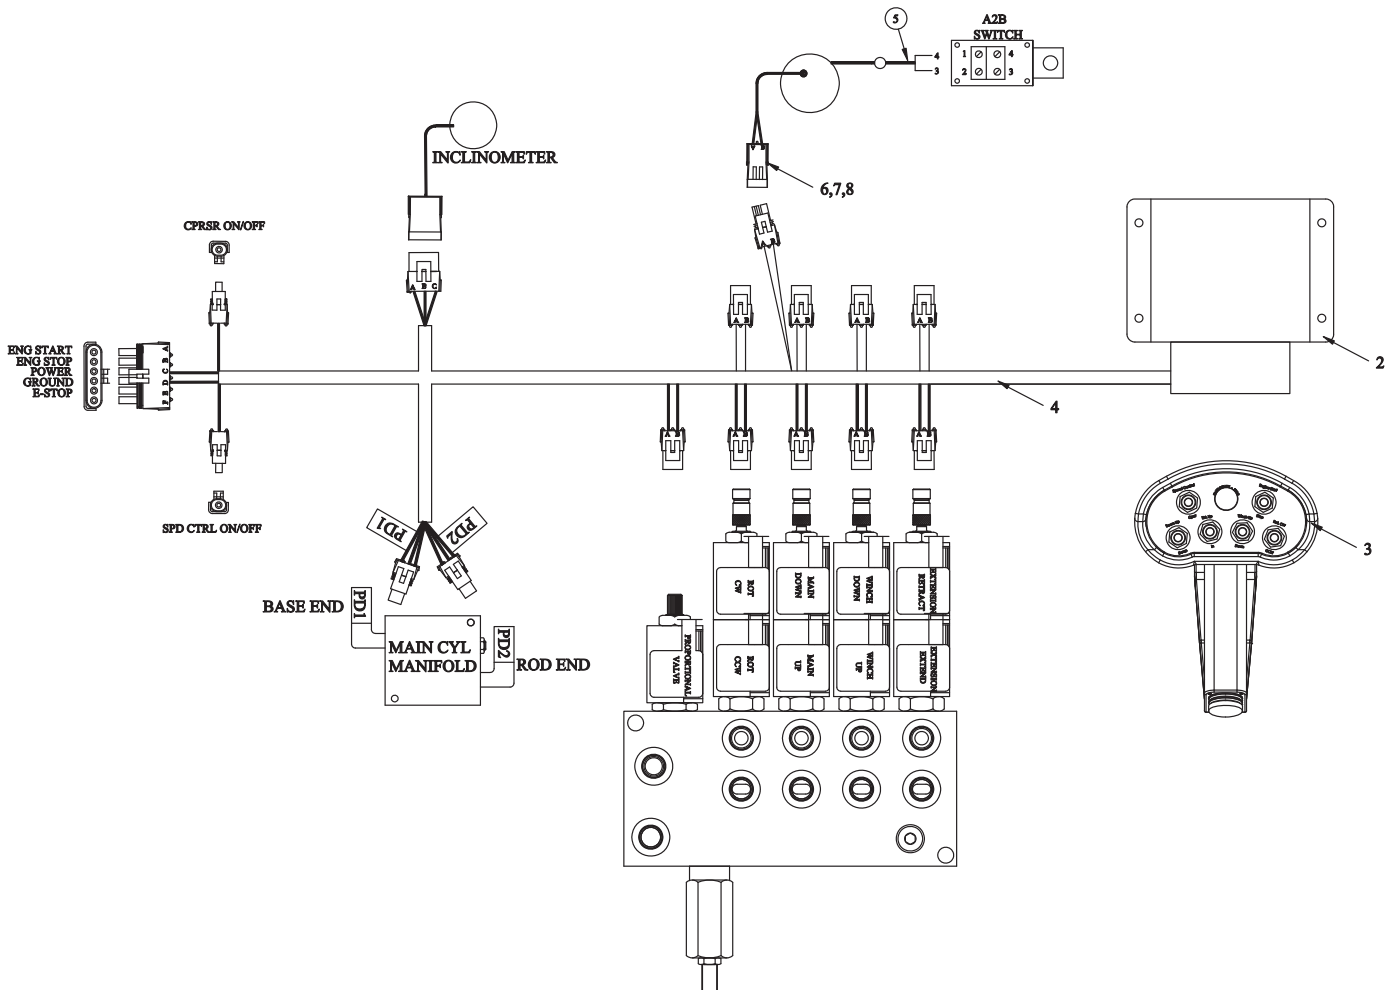 5
A2B
SWITCH
4
3
1
4
2
3
INCLINOMETER
A
B
6,7,8
CPRSR ON/OFF
A
B
A B C
A B
A B
A B
A B
ENG START
ENG STOP
POWER
GROUND
E-STOP
A
B
C
D
E
F
2
4
A B
A B
A B
A B
SPD CTRL ON/OFF
PD1
PD2
3
BASE END
PD1
MAIN CYL
MANIFOLD
PD2
ROD END
ROT
CW
MAIN
DOWN
WINCH
DOWN
EXTENSION
RETRACT
PROPORTIONAL
VALVE
ROT
CCW
MAIN
UP
WINCH
UP
EXTENSION
EXTEND